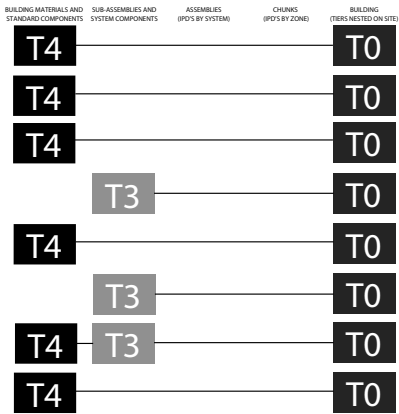 BUILDING MATERIALS AND STANDARD COMPONENTS
SUB-ASSEMBLIES AND SYSTEM COMPONENTS
ASSEMBLIES (IPD'S BY SYSTEM)
CHUNKS (IPD'S BY ZONE)
BUILDING (TIERS NESTED ON SITE)
T4 T0
T4 T0
T4 T0
T3 T0
T4 T0
T3 T0
T4 T3 T0
T4 T0